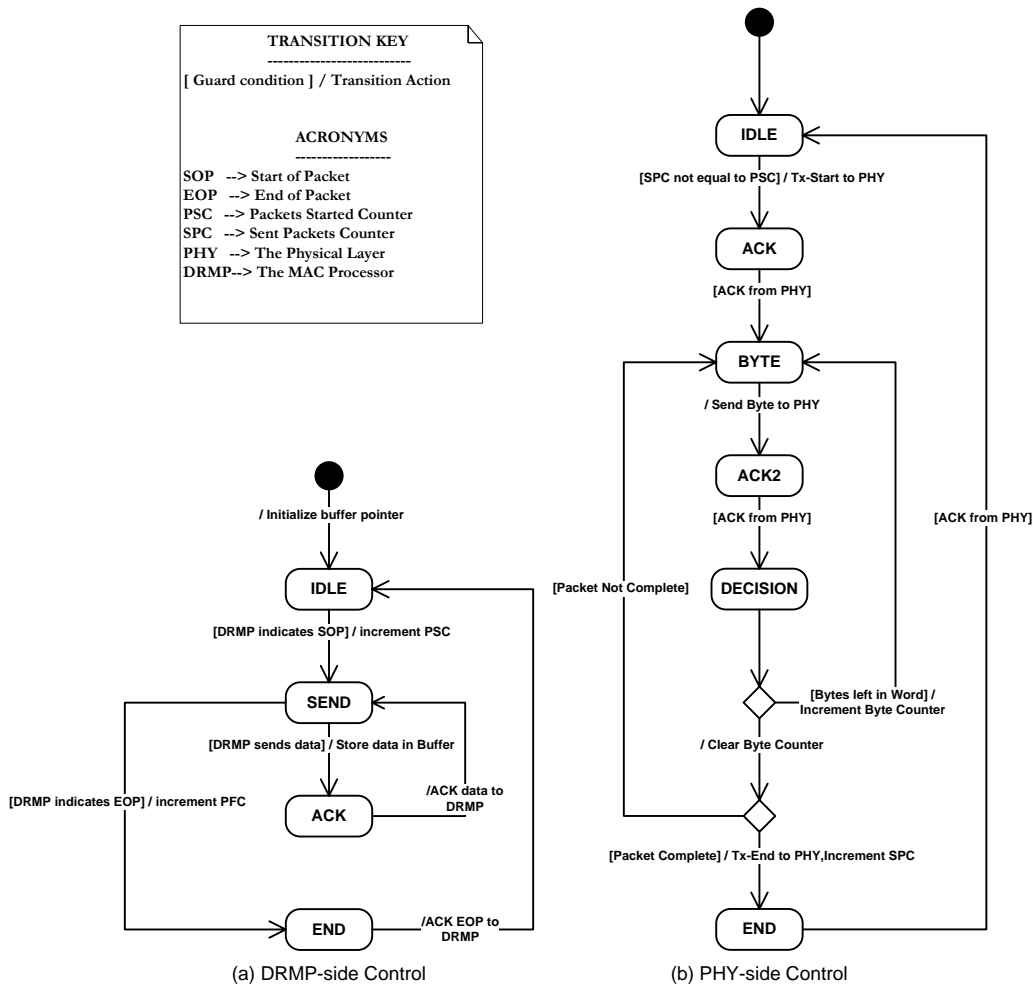 TRANSITION KEY
---------------------------
[ Guard condition ] / Transition Action
ACRONYMS
------------------
SOP --> Start of Packet
EOP --> End of Packet
PSC --> Packets Started Counter
SPC --> Sent Packets Counter
PHY --> The Physical Layer
DRMP--> The MAC Processor
/ Initialize buffer pointer
IDLE
[DRMP indicates SOP] / increment PSC
SEND
[DRMP sends data] / Store data in Buffer
[DRMP indicates EOP] / increment PFC
/ACK data to
DRMP
ACK
END
/ACK EOP to
DRMP
(a) DRMP-side Control
IDLE
[SPC not equal to PSC] / Tx-Start to PHY
ACK
[ACK from PHY]
BYTE
/ Send Byte to PHY
ACK2
[ACK from PHY]
[ACK from PHY]
[Packet Not Complete]
DECISION
[Bytes left in Word] /
Increment Byte Counter
/ Clear Byte Counter
[Packet Complete] / Tx-End to PHY,Increment SPC
END
(b) PHY-side Control